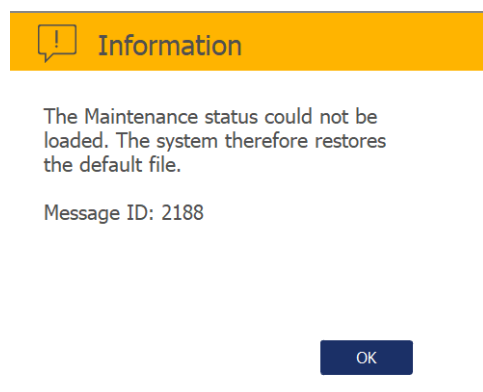 Information
The Maintenance status could not be
loaded. The system therefore restores
the default file.
Message ID: 2188
OK